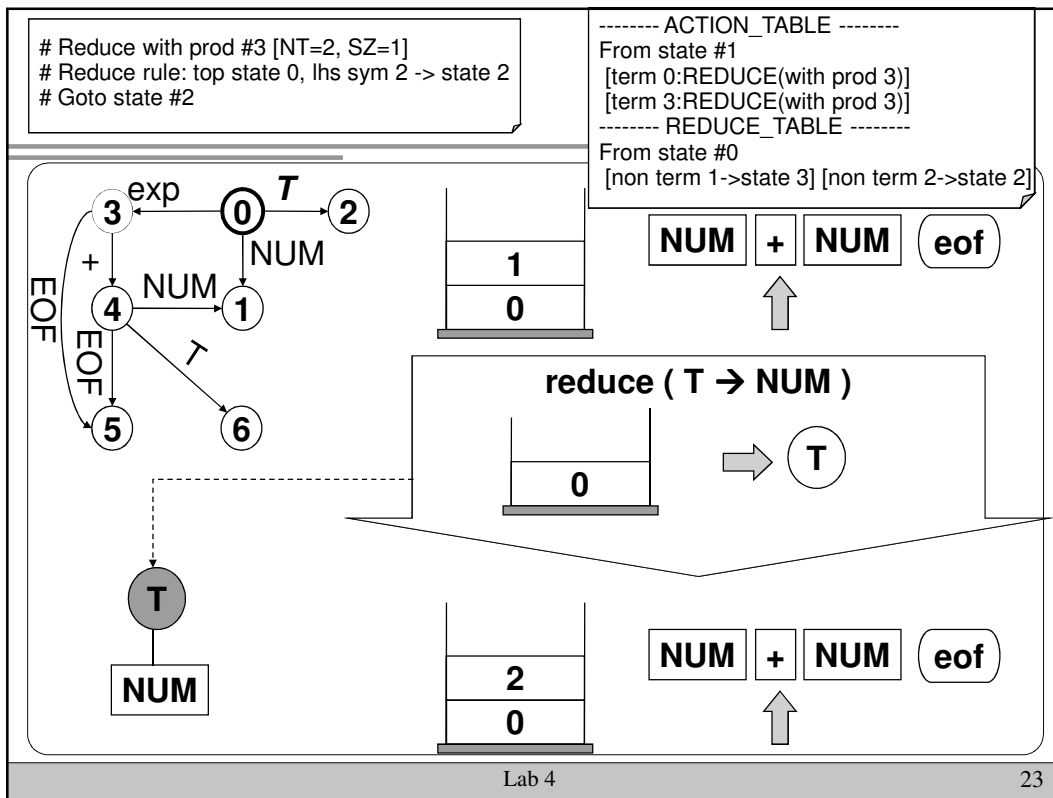 # Reduce with prod #3 [NT=2, SZ=1]
# Reduce rule: top state 0, lhs sym 2 -> state 2
# Goto state #2
-------- ACTION_TABLE --------
From state #1
[term 0:REDUCE(with prod 3)]
[term 3:REDUCE(with prod 3)]
-------- REDUCE_TABLE --------
From state #0
[non term 1->state 3] [non term 2->state 2]
3 exp 0 T 2
+ NUM
EOF
4 NUM 1
EOF T
5 6
1
0
NUM + NUM eof
reduce ( T → NUM )
0
T
T
NUM
2
0
NUM + NUM eof
Lab 4 23